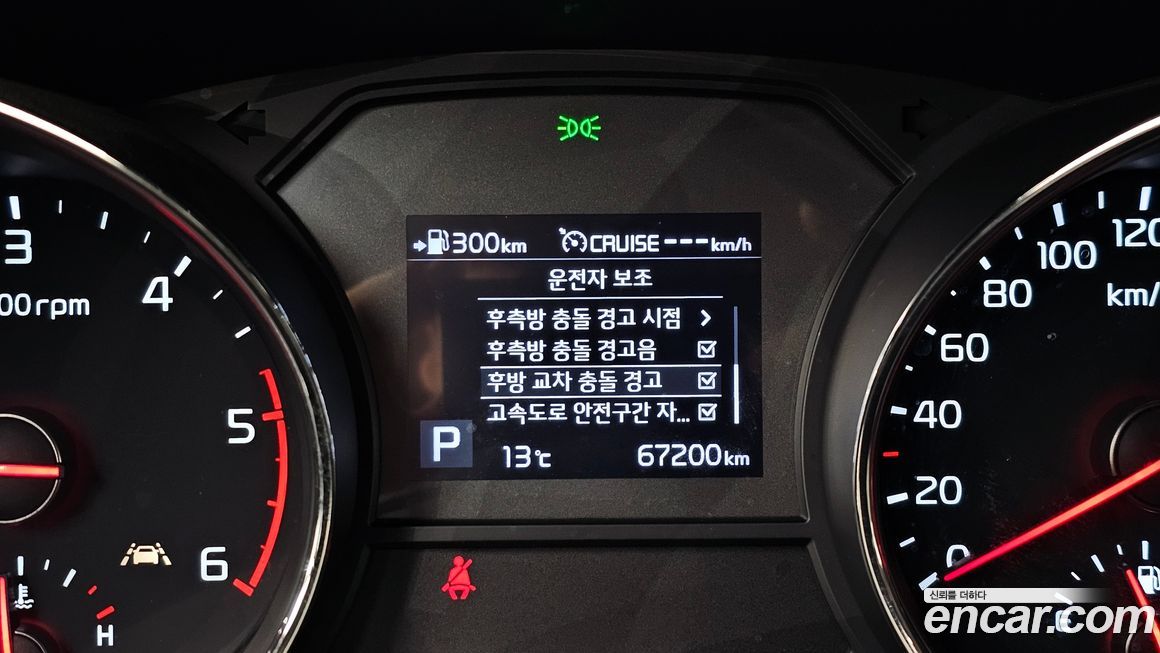 300km CRUISE---km/h
운전자 보조
후측방 충돌 경고 시점
후측방 충돌 경고음
후방 교차 충돌 경고
고속도로 안전구간 자...
P 13℃ 67200km
3
4
5
6
00rpm
H
120
100
80
60
40
20
0
km/
E
신뢰를 더하다
encar.com